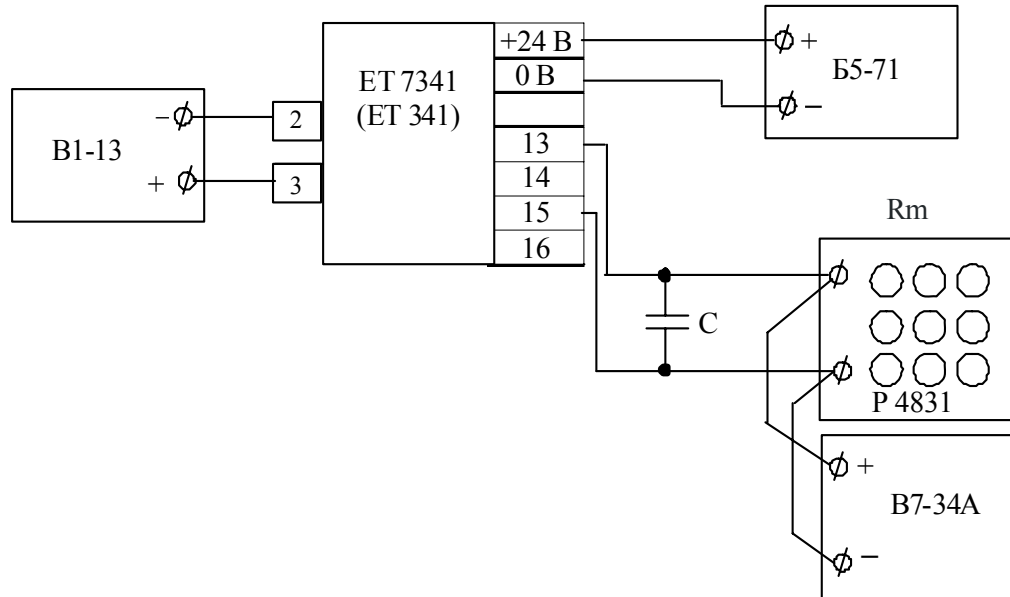 +24 В
0 В
13
14
15
16
ЕТ 7341
(ЕТ 341)
2
3
−
В1-13
+
+
Б5-71
−
Rm
С
Р 4831
+
В7-34А
−